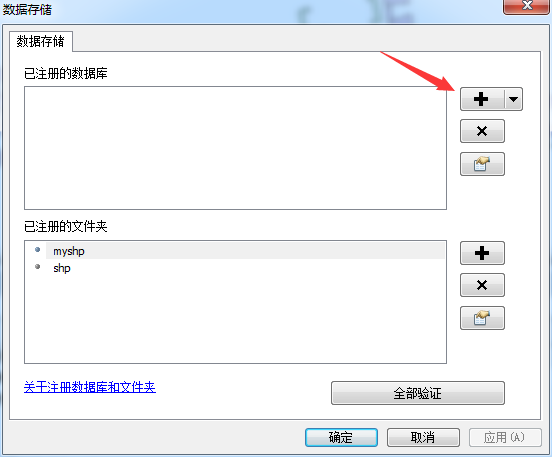 数据存储
数据存储
已注册的数据库
已注册的文件夹
myshp
shp
关于注册数据库和文件夹
全部验证
确定
取消
应用(A)